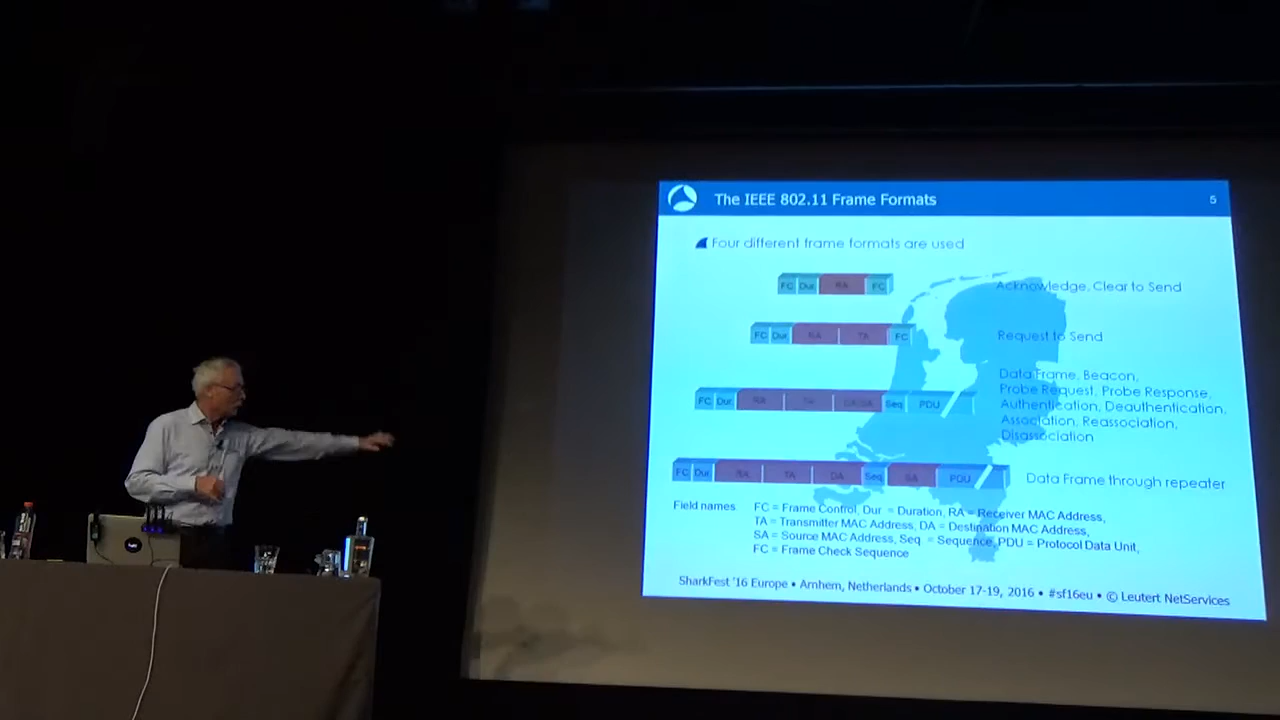 The IEEE 802.11 Frame Formats 5
Four different frame formats are used
FC Dur RA FC Acknowledge, Clear to Send
FC Dur RA TA FC Request to Send
Data Frame, Beacon,
Probe Request, Probe Response,
FC Dur RA TA DA/SA Seq PDU Authentication, Deauthentication,
Association, Reassociation,
Disassociation
FC Dur RA TA DA Seq SA PDU Data Frame through repeater
Field names FC = Frame Control, Dur = Duration, RA = Receiver MAC Address,
TA = Transmitter MAC Address, DA = Destination MAC Address,
SA = Source MAC Address, Seq = Sequence, PDU = Protocol Data Unit,
FC = Frame Check Sequence
SharkFest '16 Europe • Arnhem, Netherlands • October 17-19, 2016 • #sf16eu • © Leutert NetServices